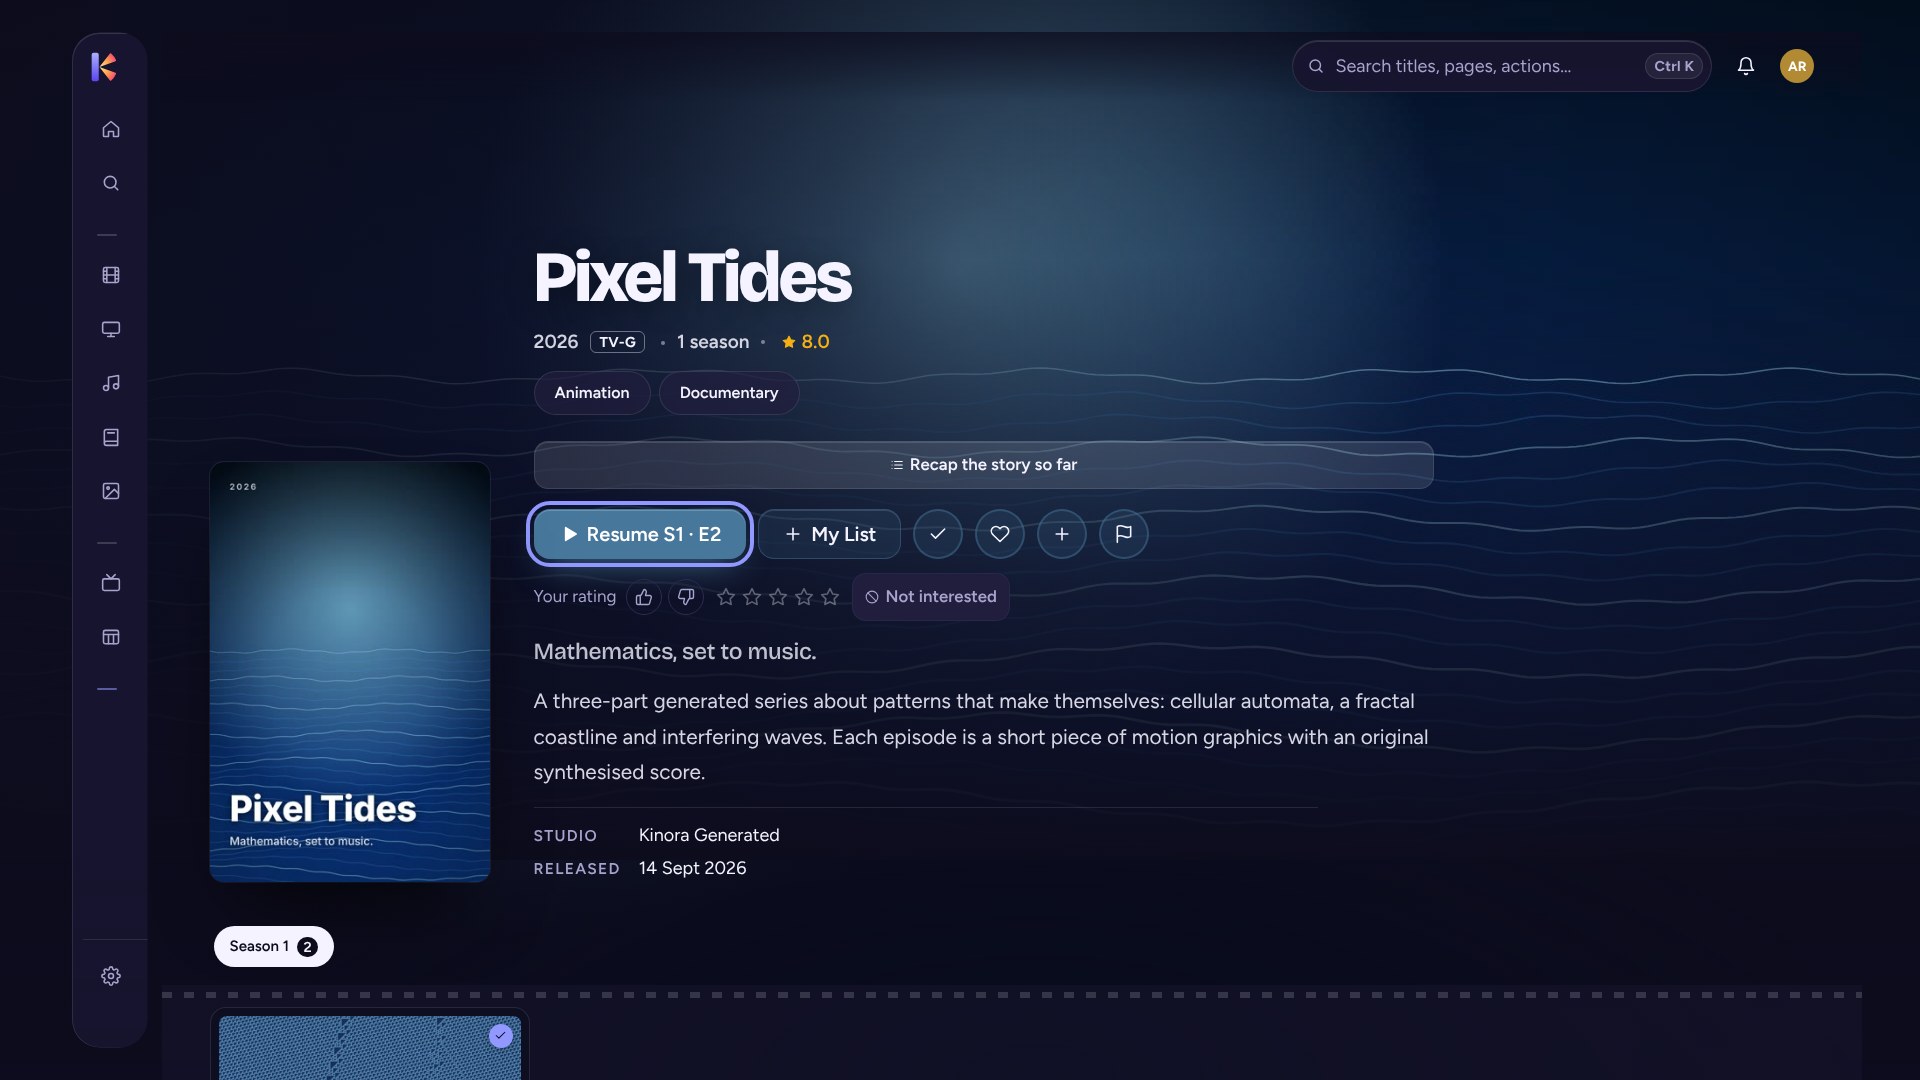 Search titles, pages, actions...
Ctrl K
AR
Pixel Tides
2026 TV-G • 1 season • 8.0
Animation
Documentary
Recap the story so far
Resume S1 · E2
My List
Your rating
Not interested
Mathematics, set to music.
A three-part generated series about patterns that make themselves: cellular automata, a fractal
coastline and interfering waves. Each episode is a short piece of motion graphics with an original
synthesised score.
STUDIO Kinora Generated
RELEASED 14 Sept 2026
2026
Pixel Tides
Mathematics, set to music.
Season 1 2